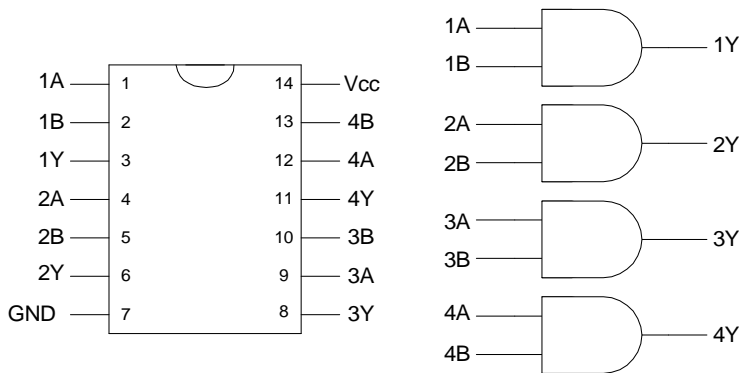 1A 1 14 Vcc
1B 2 13 4B
1Y 3 12 4A
2A 4 11 4Y
2B 5 10 3B
2Y 6 9 3A
GND 7 8 3Y
1A
1B
1Y
2A
2B
2Y
3A
3B
3Y
4A
4B
4Y